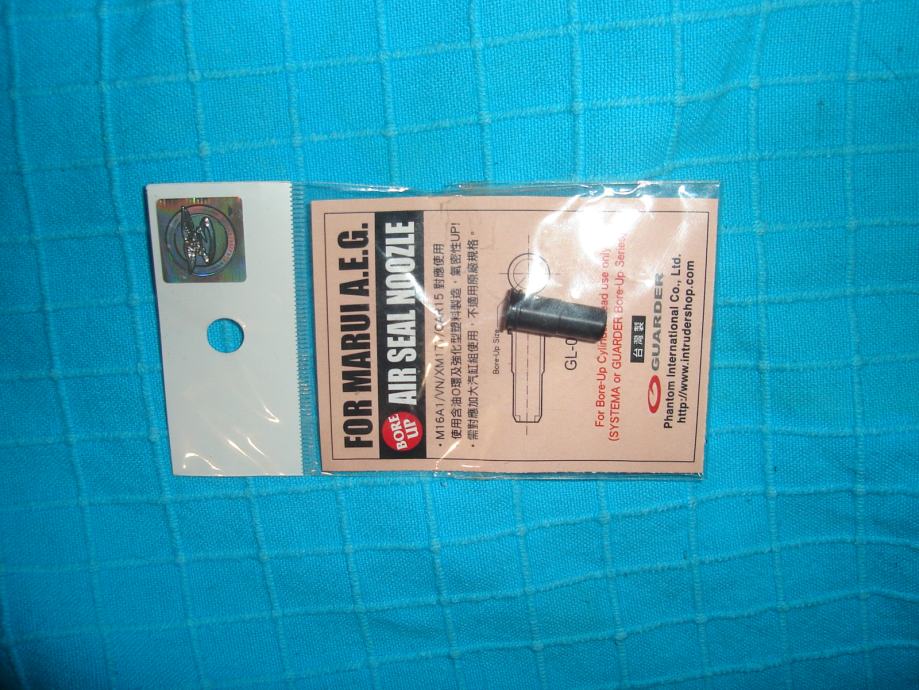 FOR MARUI A.E.G.
BORE UP
AIR SEAL NOOZLE
・M16A1/VN/XM177/CAR15 對應使用
使用含油O環及強化型塑料製造，氣密性UP!
・需對應加大汽缸組使用，不適用原廠規格。
Bore-Up Size
GL-0
For Bore-Up Cylinder Head use only
(SYSTEMA or GUARDER Bore-Up Series)
台灣製
GUARDER
Phantom International Co., Ltd.
http://www.intrudershop.com